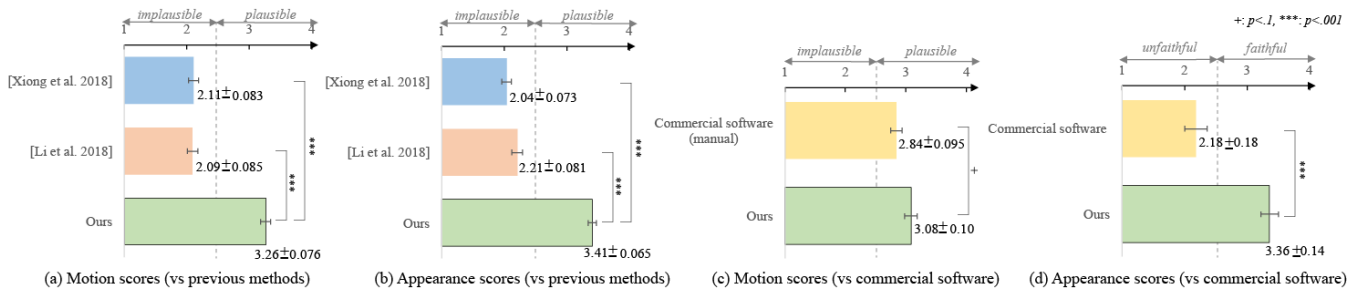 +: p<.1, ***: p<.001
implausible plausible
1 2 3 4
[Xiong et al. 2018]
2.11±0.083
[Li et al. 2018]
2.09±0.085
Ours
3.26±0.076
***
***
(a) Motion scores (vs previous methods)
implausible plausible
1 2 3 4
[Xiong et al. 2018]
2.04±0.073
[Li et al. 2018]
2.21±0.081
Ours
3.41±0.065
***
***
(b) Appearance scores (vs previous methods)
implausible plausible
1 2 3 4
Commercial software
(manual)
2.84±0.095
Ours
3.08±0.10
+
(c) Motion scores (vs commercial software)
unfaithful faithful
1 2 3 4
Commercial software
2.18±0.18
Ours
3.36±0.14
***
(d) Appearance scores (vs commercial software)